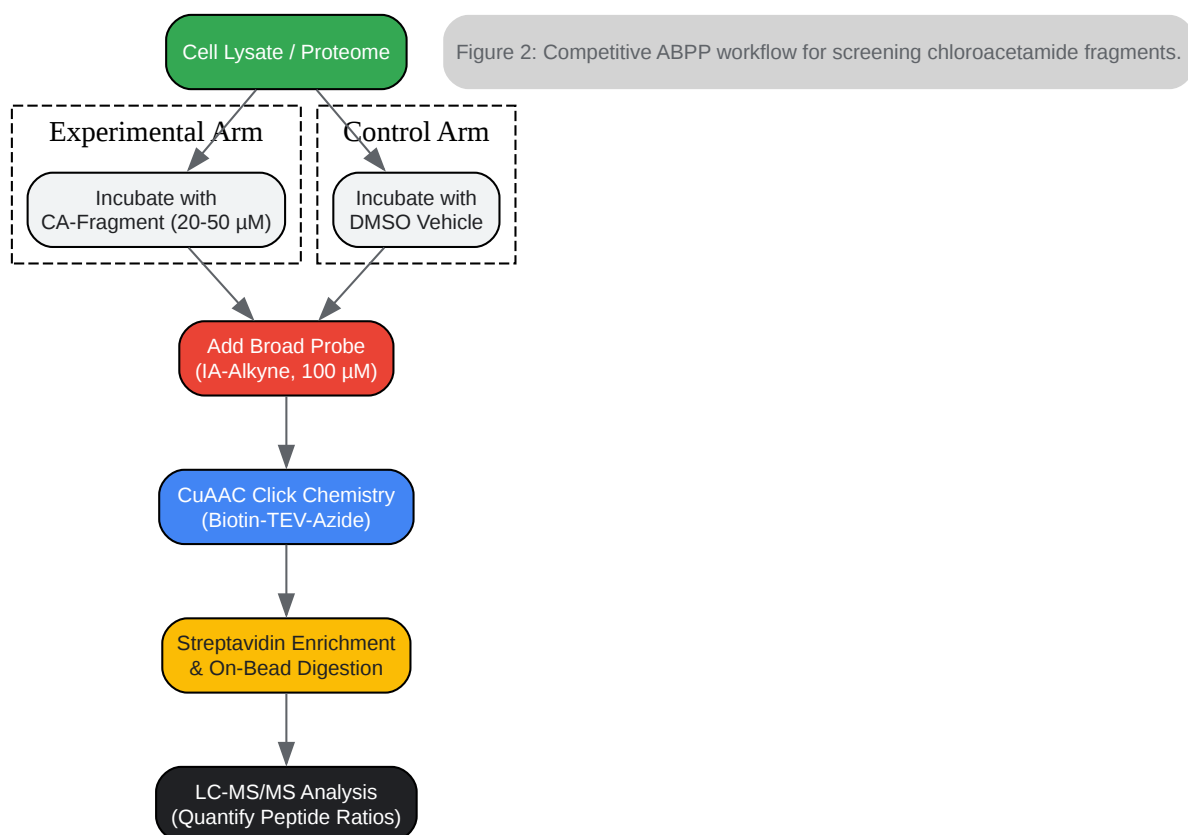 Cell Lysate / Proteome
Figure 2: Competitive ABPP workflow for screening chloroacetamide fragments.
Experimental Arm
Control Arm
Incubate with
CA-Fragment (20-50 µM)
Incubate with
DMSO Vehicle
Add Broad Probe
(IA-Alkyne, 100 µM)
CuAAC Click Chemistry
(Biotin-TEV-Azide)
Streptavidin Enrichment
& On-Bead Digestion
LC-MS/MS Analysis
(Quantify Peptide Ratios)